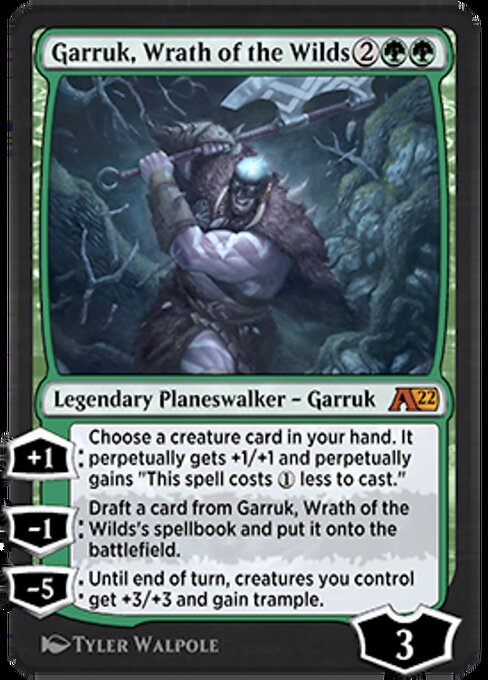 Garruk, Wrath of the Wilds 2
Legendary Planeswalker – Garruk A22
+1: Choose a creature card in your hand. It
perpetually gets +1/+1 and perpetually
gains "This spell costs 1 less to cast."
-1: Draft a card from Garruk, Wrath of the
Wilds's spellbook and put it onto the
battlefield.
-5: Until end of turn, creatures you control
get +3/+3 and gain trample.
Tyler Walpole
3